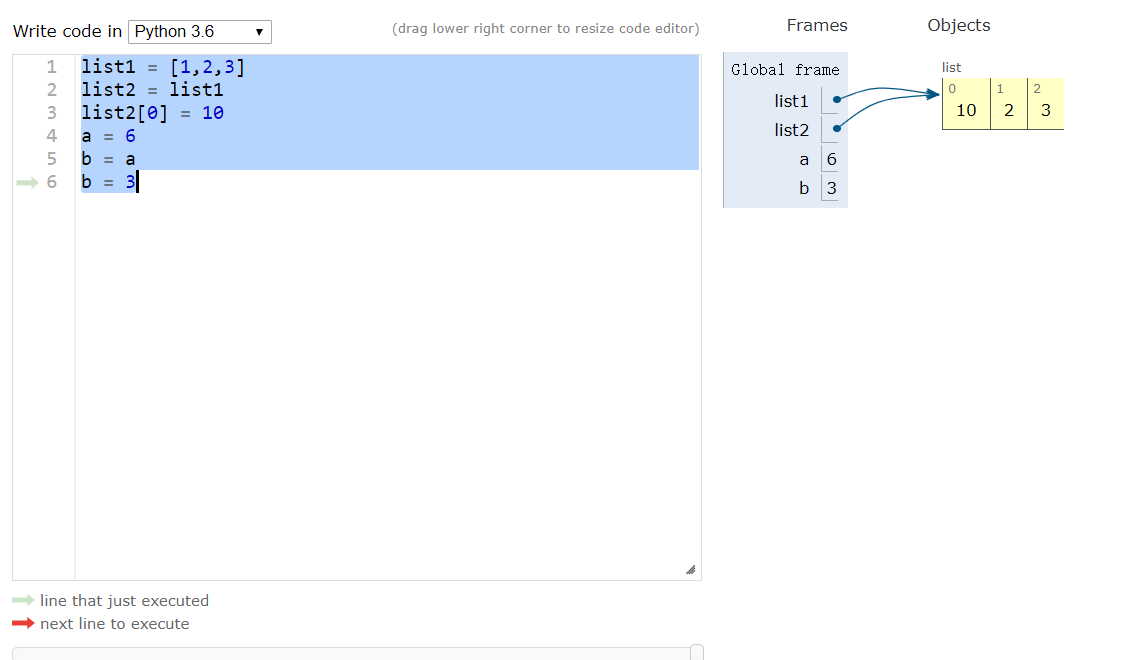 Write code in Python 3.6 (drag lower right corner to resize code editor)
1 list1 = [1,2,3]
2 list2 = list1
3 list2[0] = 10
4 a = 6
5 b = a
6 b = 3
line that just executed
next line to execute
Frames Objects
Global frame
list1
list2
a 6
b 3
list
0 1 2
10 2 3